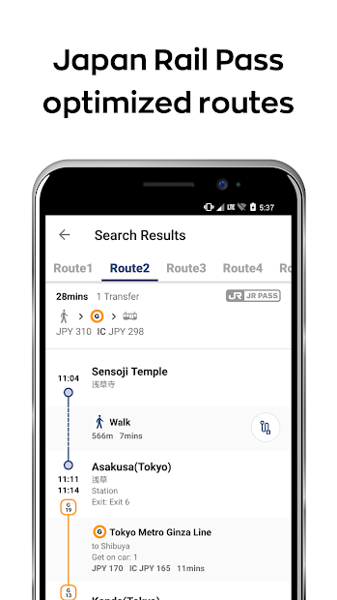 Japan Rail Pass
optimized routes
LTE 5:37
Search Results
Route1 Route2 Route3 Route4 Ro
28mins 1 Transfer JR JR PASS
G
JPY 310 IC JPY 298
Sensoji Temple
11:04 浅草寺
Walk
566m 7mins
Asakusa(Tokyo)
11:11 浅草
11:14 Station
Exit: Exit 6
G
19
G Tokyo Metro Ginza Line
to Shibuya
Get on car: 1
JPY 170 IC JPY 165 11mins
G
13
Kanda(Tokyo)